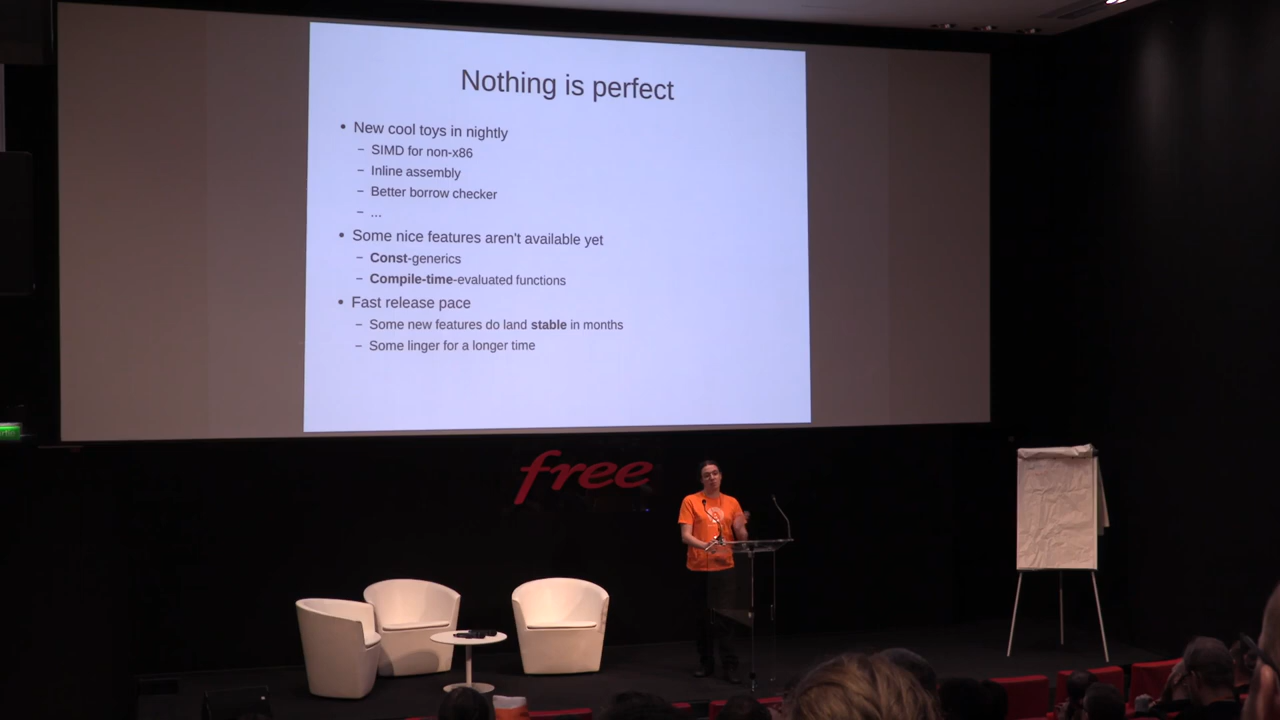 Nothing is perfect
• New cool toys in nightly
– SIMD for non-x86
– Inline assembly
– Better borrow checker
– ...
• Some nice features aren't available yet
– Const-generics
– Compile-time-evaluated functions
• Fast release pace
– Some new features do land stable in months
– Some linger for a longer time
free